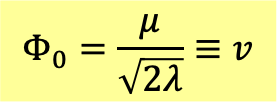 Φ₀ = μ / √2λ ≡ v